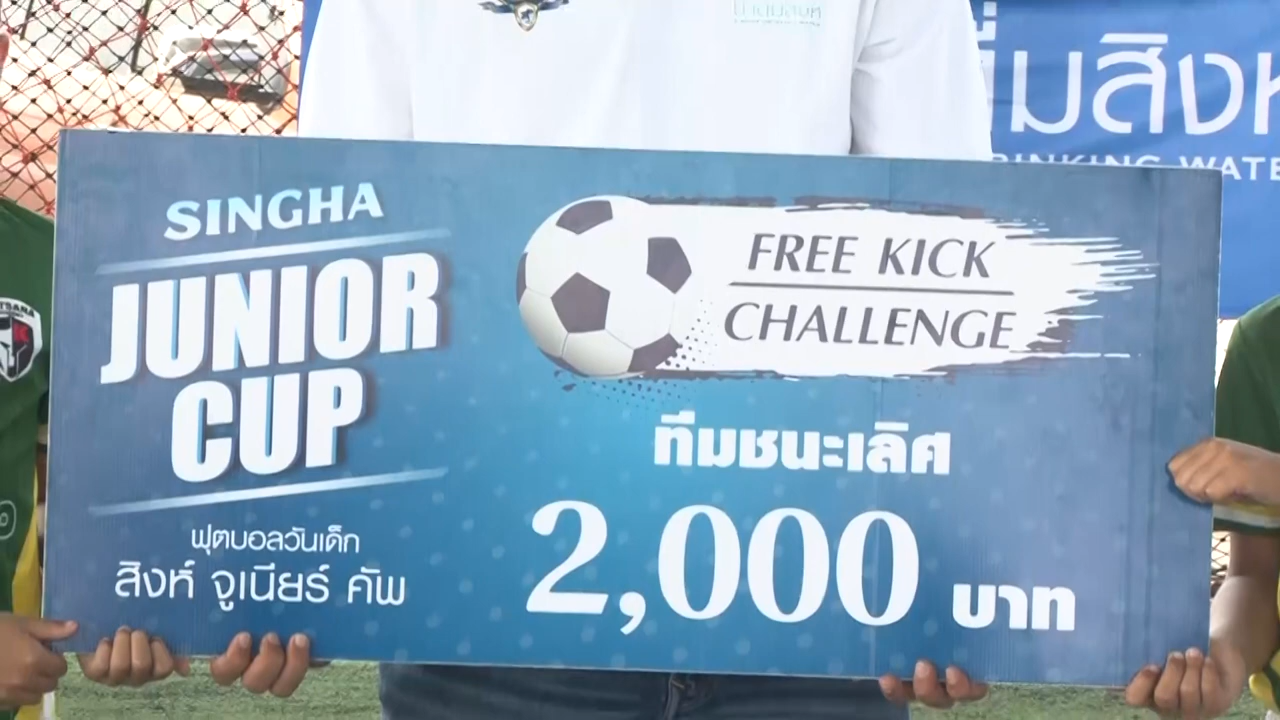 ื่มสิงห
DRINKING WATE
SINGHA
JUNIOR
CUP
ฟุตบอลวันเด็ก
สิงห์ จูเนียร์ คัพ
FREE KICK
CHALLENGE
ทีมชนะเลิศ
2,000 บาท